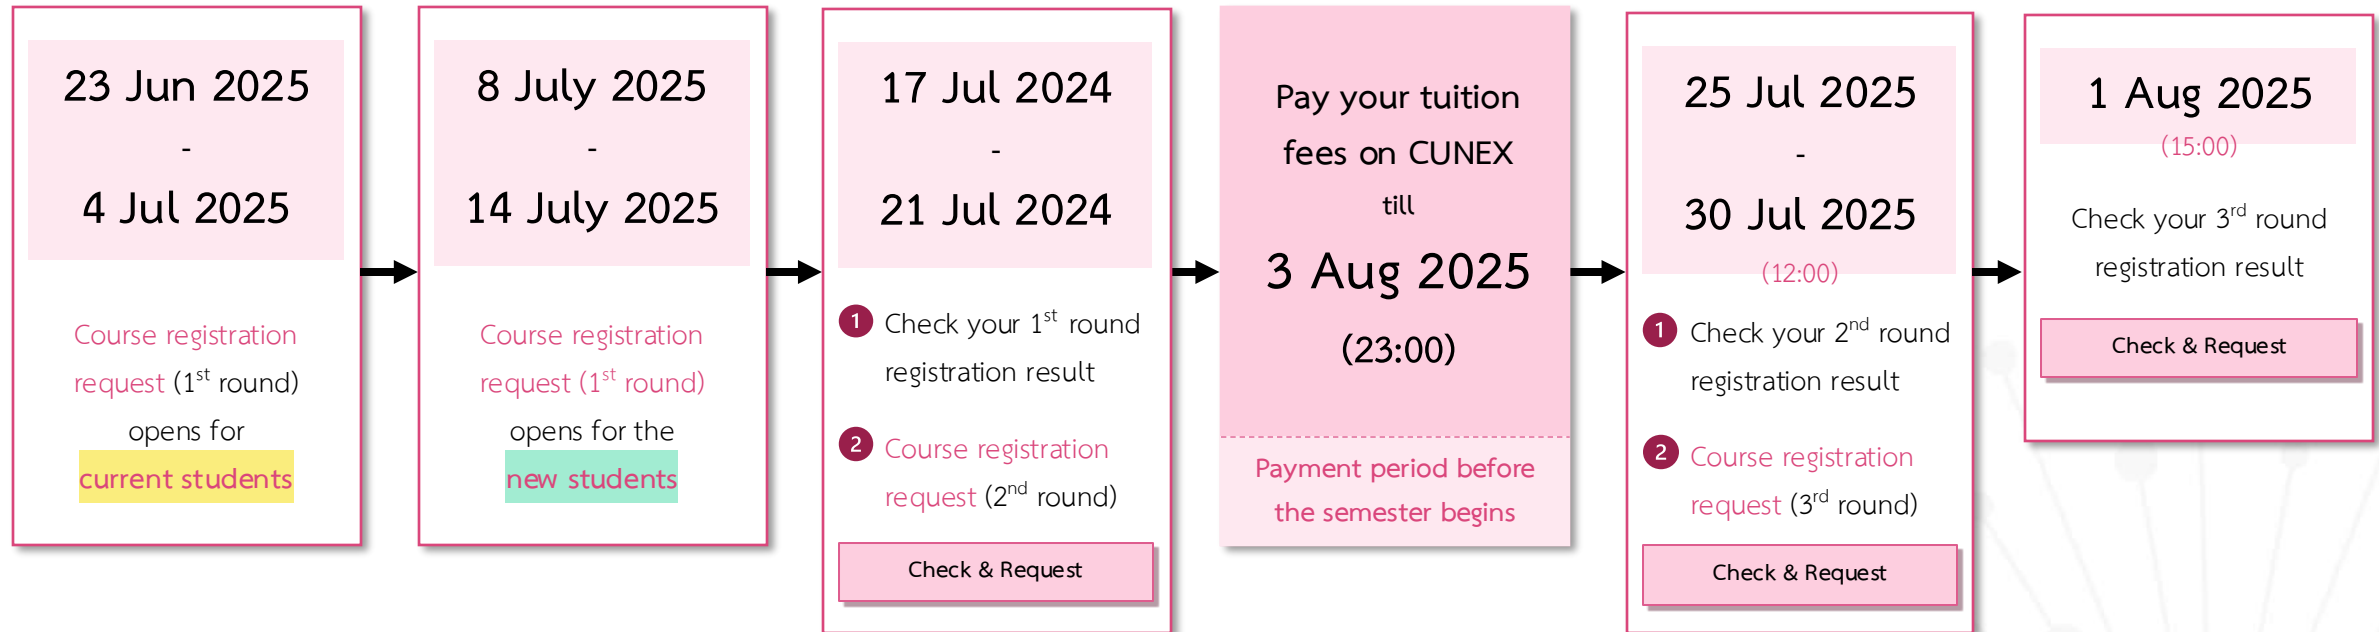 23 Jun 2025
-
4 Jul 2025
Course registration
request (1st round)
opens for
current students
8 July 2025
-
14 July 2025
Course registration
request (1st round)
opens for the
new students
17 Jul 2024
-
21 Jul 2024
1 Check your 1st round
registration result
2 Course registration
request (2nd round)
Check & Request
Pay your tuition
fees on CUNEX
till
3 Aug 2025
(23:00)
Payment period before
the semester begins
25 Jul 2025
-
30 Jul 2025
(12:00)
1 Check your 2nd round
registration result
2 Course registration
request (3rd round)
Check & Request
1 Aug 2025
(15:00)
Check your 3rd round
registration result
Check & Request